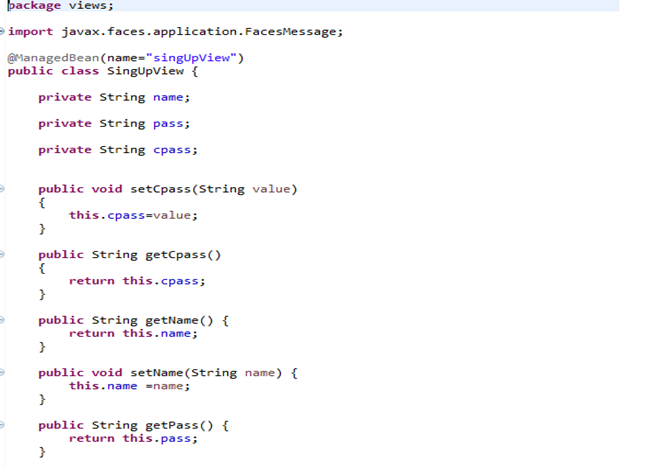 package views;
import javax.faces.application.FacesMessage;
@ManagedBean(name="singUpView")
public class SingUpView {
private String name;
private String pass;
private String cpass;
public void setCpass(String value)
{
this.cpass=value;
}
public String getCpass()
{
return this.cpass;
}
public String getName() {
return this.name;
}
public void setName(String name) {
this.name =name;
}
public String getPass() {
return this.pass;
}